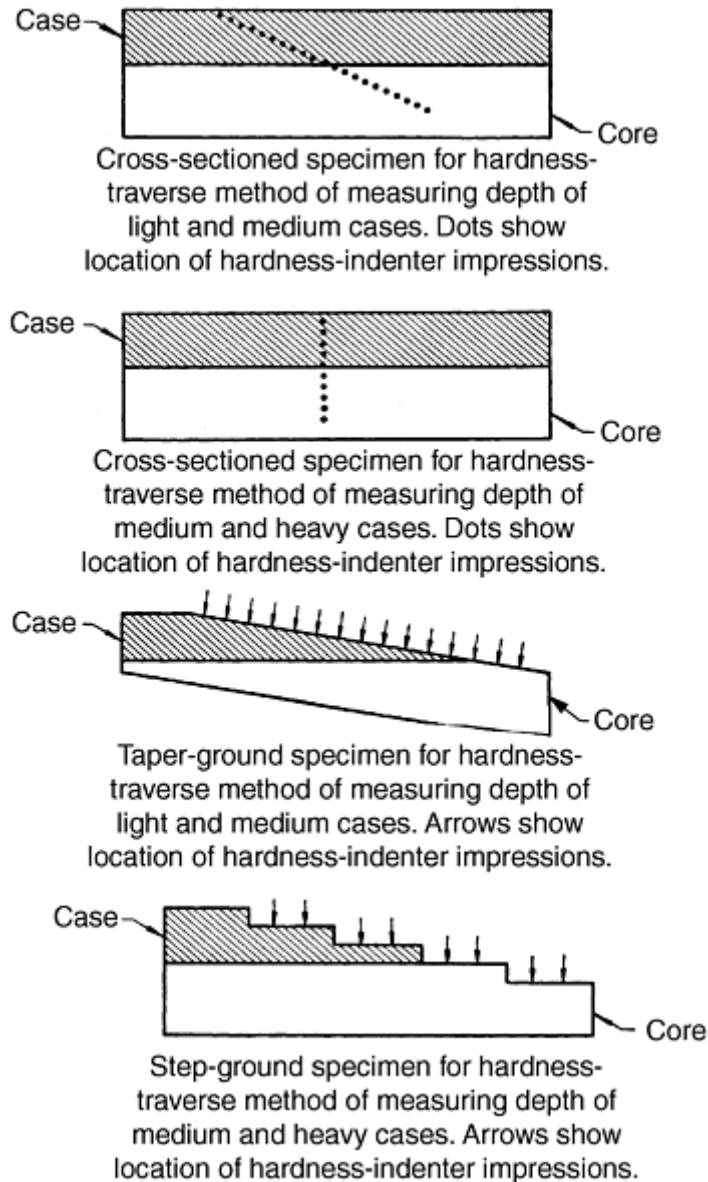 Case
Core
Cross-sectioned specimen for hardness-
traverse method of measuring depth of
light and medium cases. Dots show
location of hardness-indenter impressions.
Case
Core
Cross-sectioned specimen for hardness-
traverse method of measuring depth of
medium and heavy cases. Dots show
location of hardness-indenter impressions.
Case
Core
Taper-ground specimen for hardness-
traverse method of measuring depth of
light and medium cases. Arrows show
location of hardness-indenter impressions.
Case
Core
Step-ground specimen for hardness-
traverse method of measuring depth of
medium and heavy cases. Arrows show
location of hardness-indenter impressions.